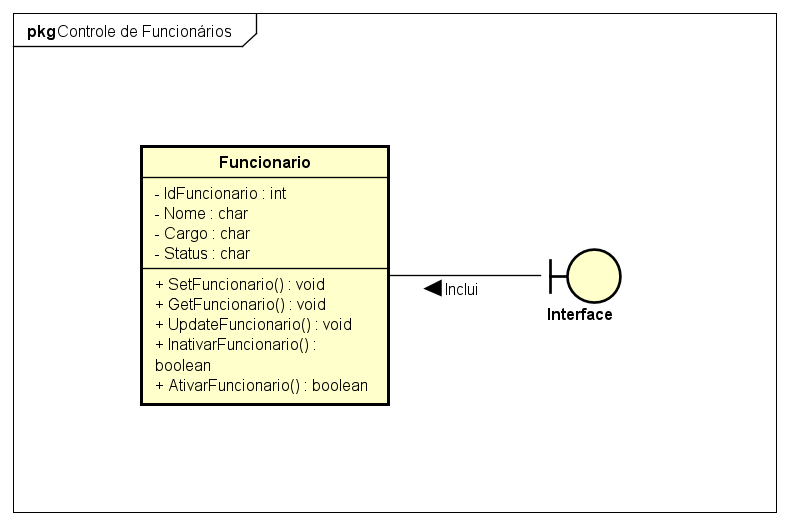 pkg Controle de Funcionários
Funcionario
- IdFuncionario : int
- Nome : char
- Cargo : char
- Status : char
+ SetFuncionario() : void
+ GetFuncionario() : void
+ UpdateFuncionario() : void
+ InativarFuncionario() :
boolean
+ AtivarFuncionario() : boolean
Inclui
Interface